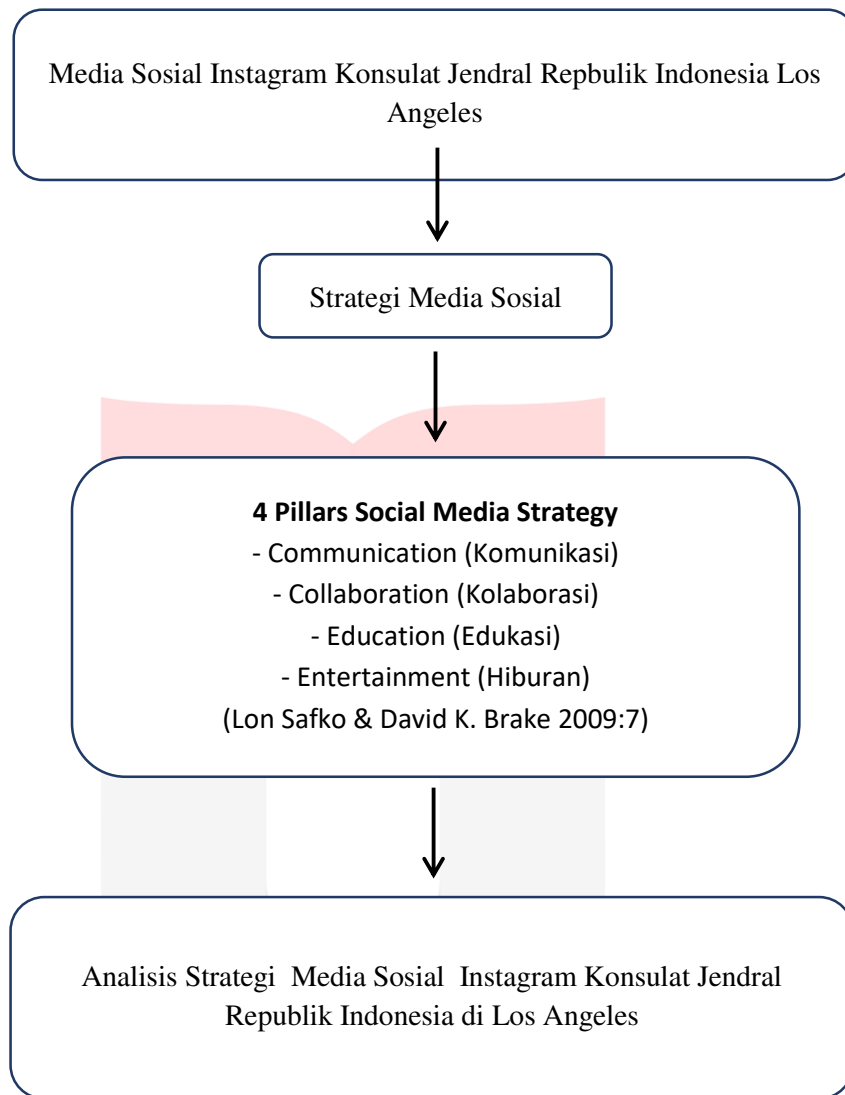 Media Sosial Instagram Konsulat Jendral Repbulik Indonesia Los
Angeles
Strategi Media Sosial
4 Pillars Social Media Strategy
- Communication (Komunikasi)
- Collaboration (Kolaborasi)
- Education (Edukasi)
- Entertainment (Hiburan)
(Lon Safko & David K. Brake 2009:7)
Analisis Strategi Media Sosial Instagram Konsulat Jendral
Republik Indonesia di Los Angeles